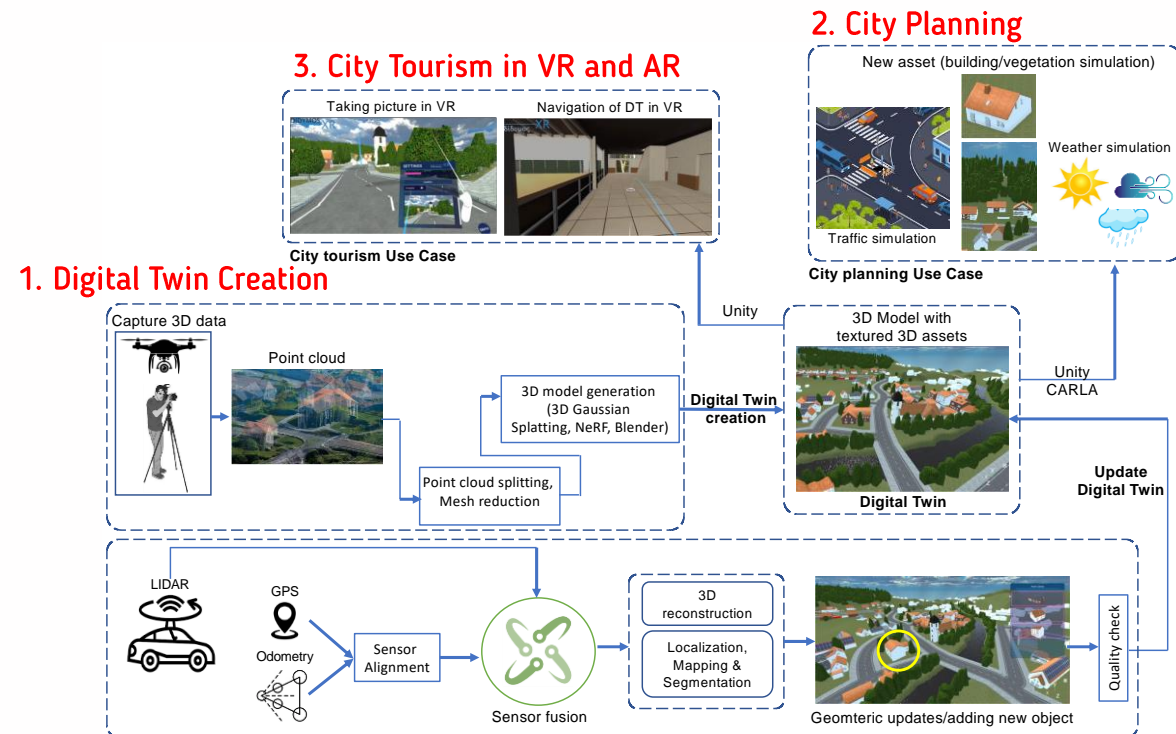 2. City Planning
3. City Tourism in VR and AR
New asset (building/vegetation simulation)
Taking picture in VR
Navigation of DT in VR
XR
Weather simulation
Traffic simulation
City tourism Use Case
City planning Use Case
1. Digital Twin Creation
Capture 3D data
Point cloud
3D model generation
(3D Gaussian
Splatting, NeRF, Blender)
Point cloud splitting,
Mesh reduction
Digital Twin
creation
Unity
3D Model with
textured 3D assets
Digital Twin
Unity
CARLA
Update
Digital Twin
LIDAR
GPS
Odometry
Sensor
Alignment
Sensor fusion
3D
reconstruction
Localization,
Mapping &
Segmentation
Geomteric updates/adding new object
Quality check